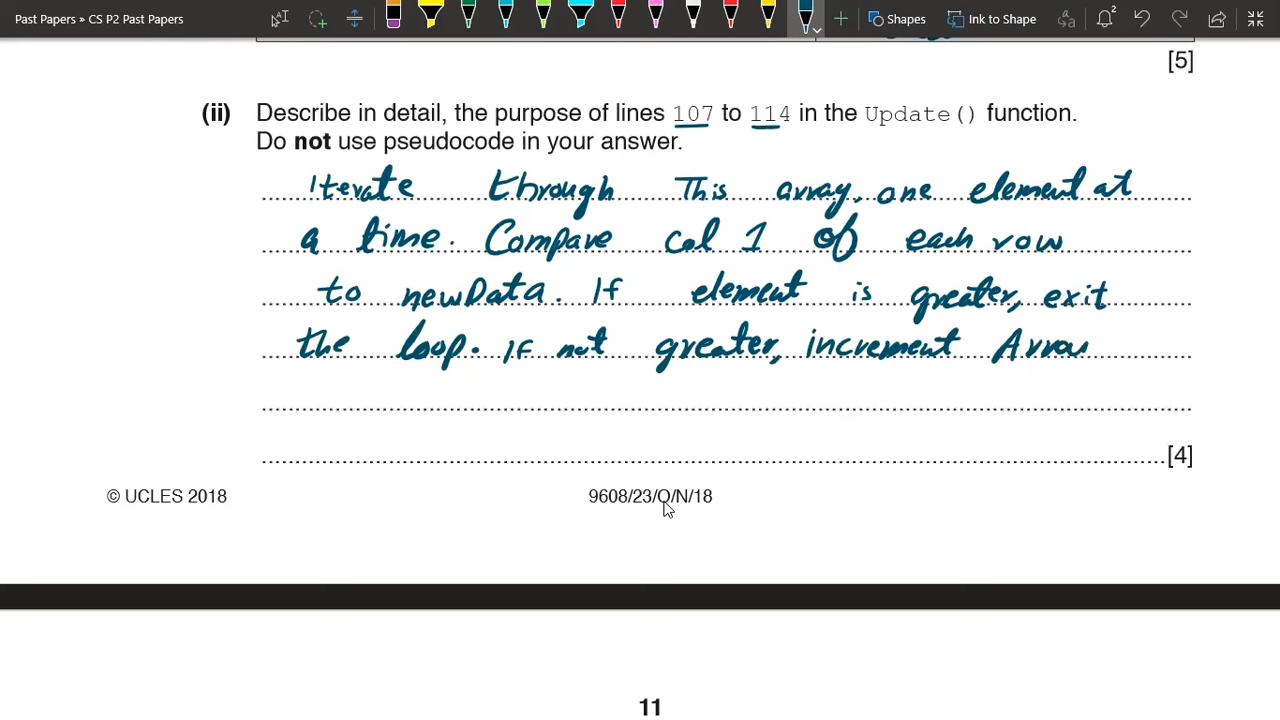 Past Papers » CS P2 Past Papers
Shapes
Ink to Shape
2
[5]
(ii) Describe in detail, the purpose of lines 107 to 114 in the Update() function.
Do not use pseudocode in your answer.
Iterate through This array, one element at
a time. Compare col 1 of each row
to newData. If element is greater, exit
the loop. If not greater, increment Arrow
[4]
© UCLES 2018
9608/23/O/N/18
11